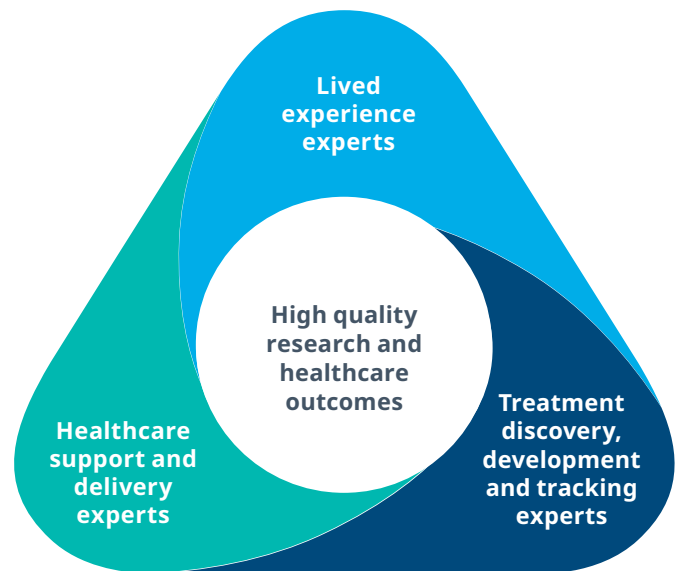 Lived
experience
experts
High quality
research and
healthcare
outcomes
Healthcare
support and
delivery
experts
Treatment
discovery,
development
and tracking
experts